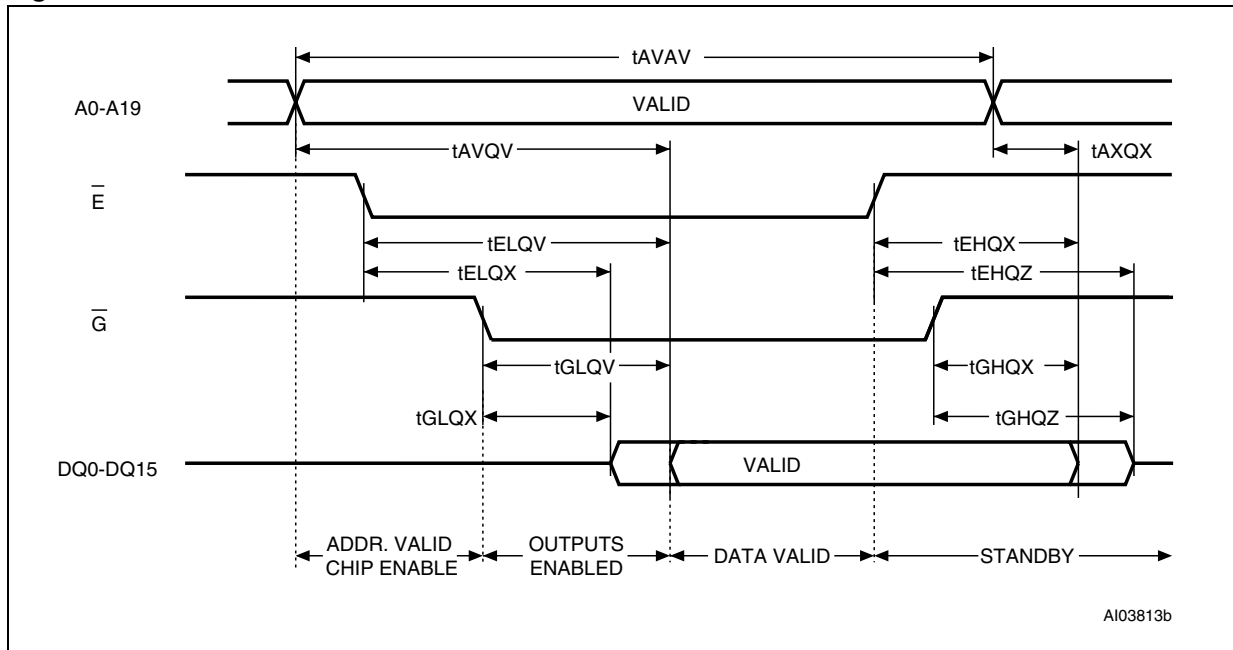 tAVAV
A0-A19
VALID
tAVQV
tAXQX
E
tELQV
tEHQX
tELQX
tEHQZ
G
tGLQV
tGHQX
tGLQX
tGHQZ
DQ0-DQ15
VALID
ADDR. VALID
CHIP ENABLE
OUTPUTS
ENABLED
DATA VALID
STANDBY
AI03813b